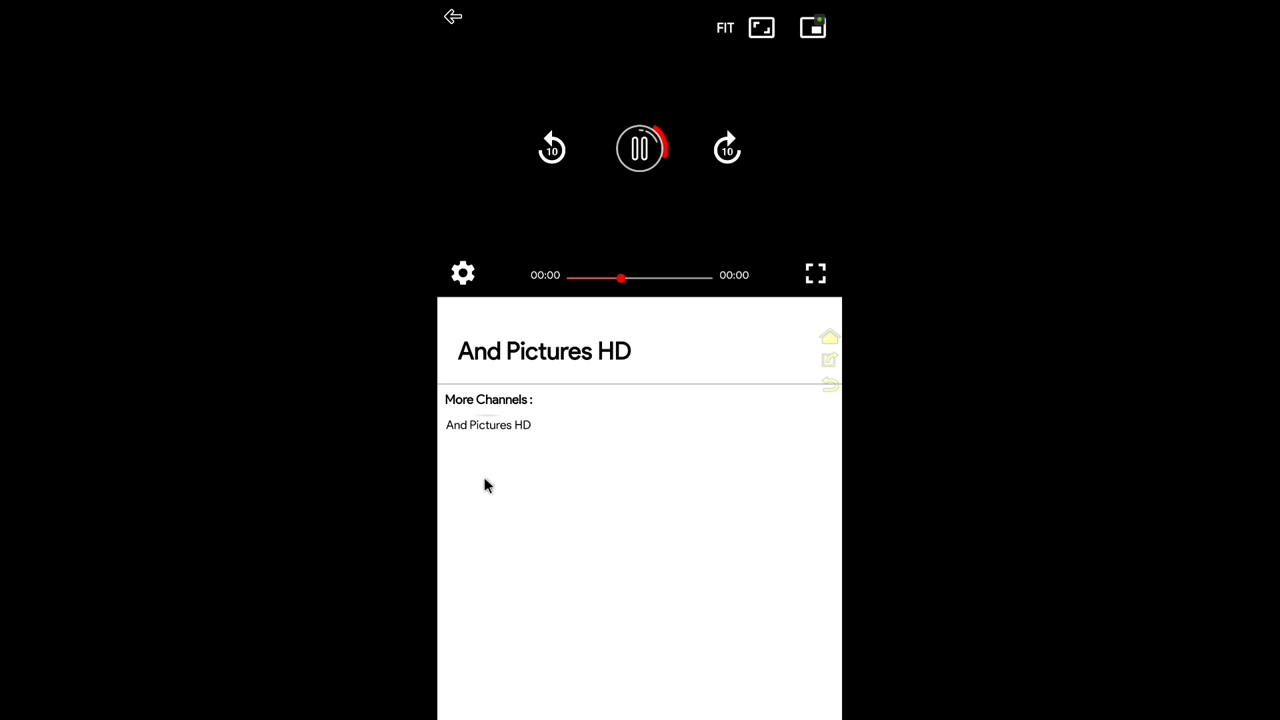 FIT
10
10
00:00
00:00
And Pictures HD
More Channels :
And Pictures HD